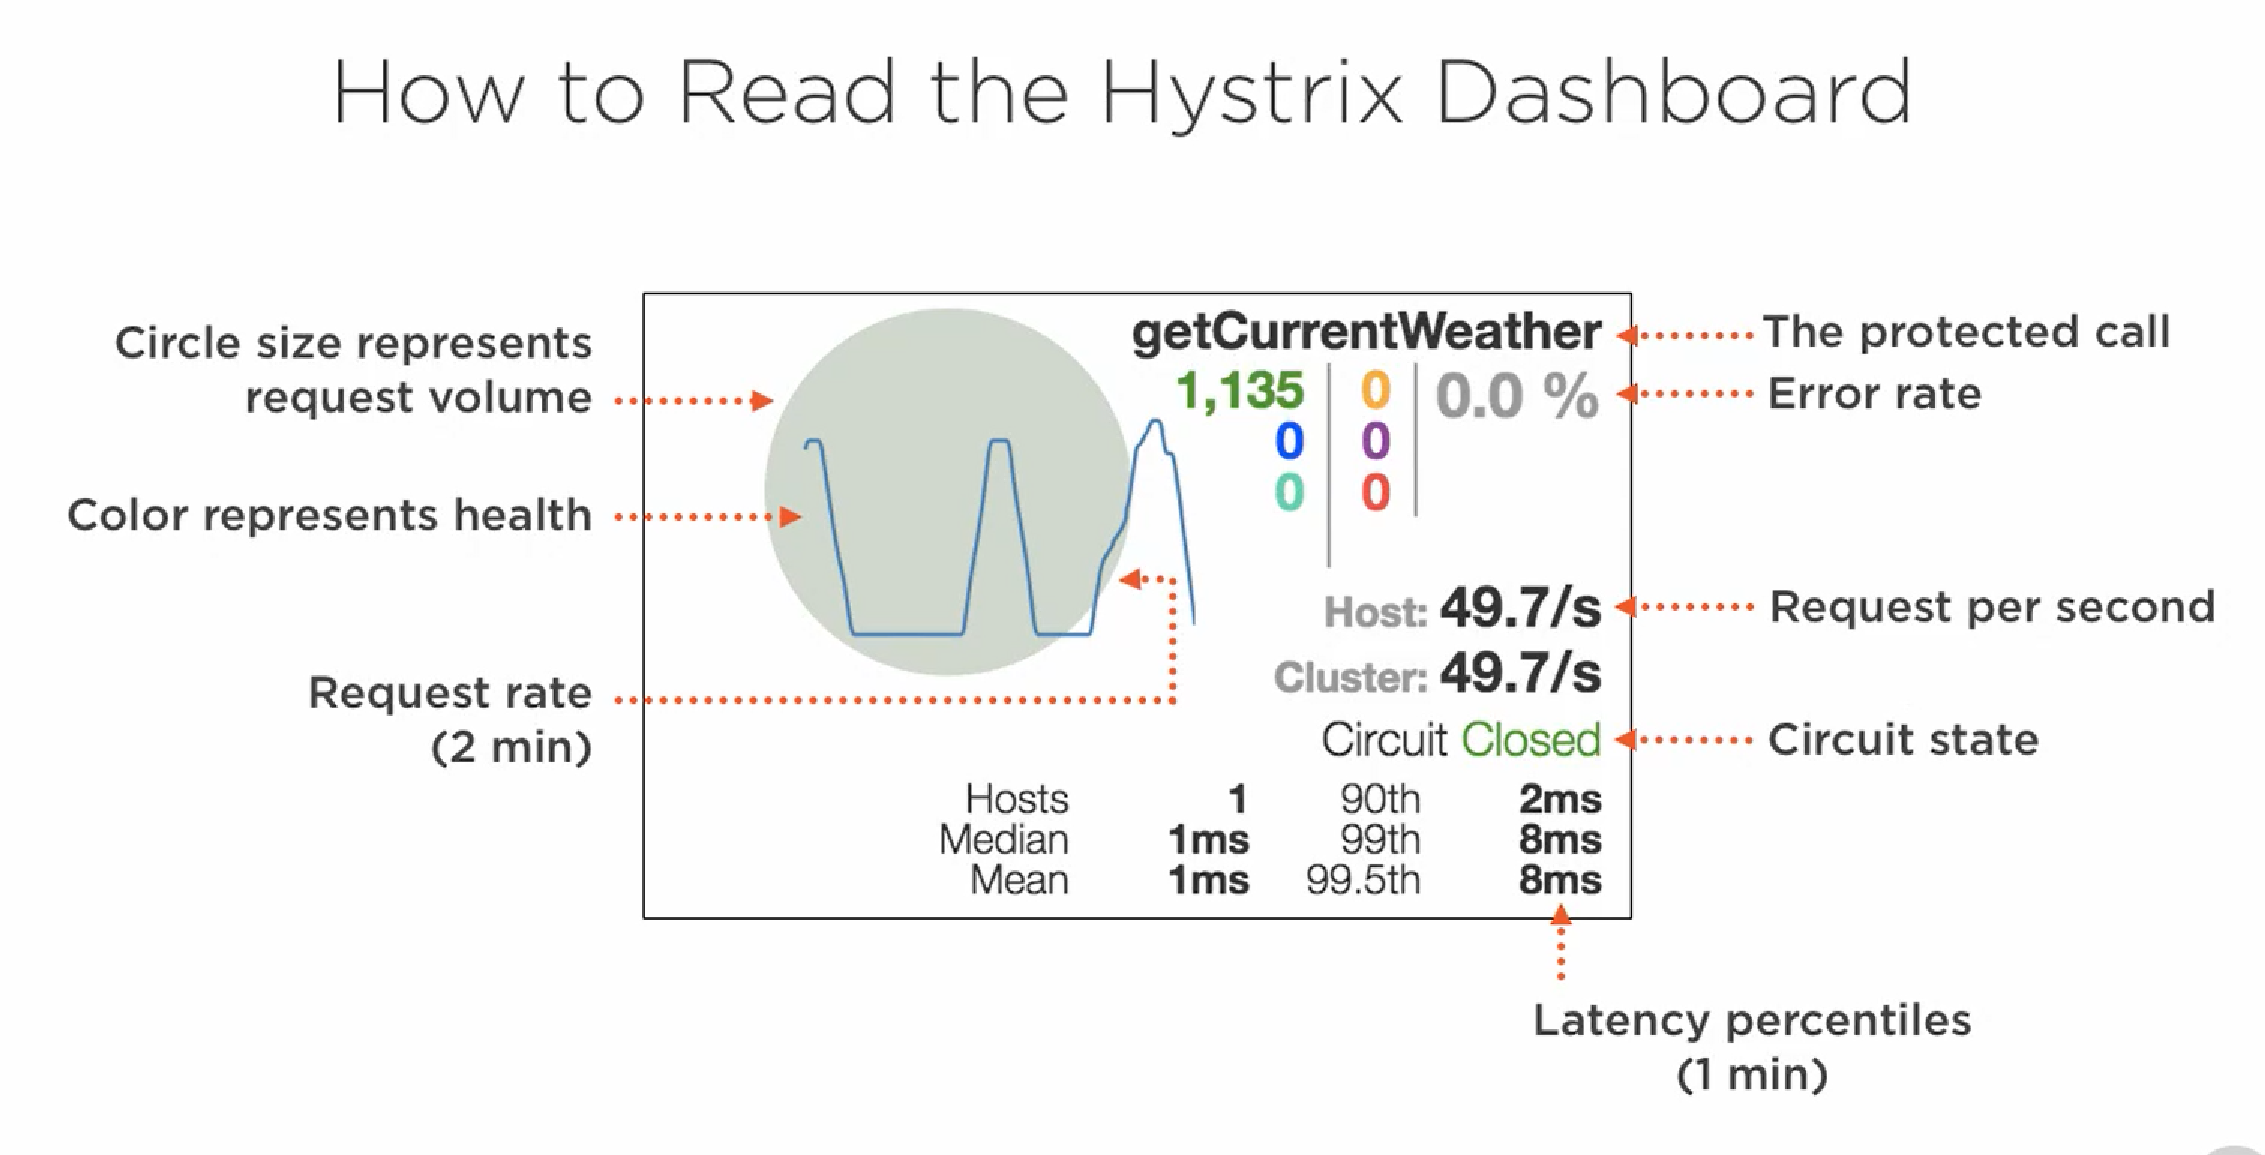 How to Read the Hystrix Dashboard
Circle size represents
request volume
Color represents health
Request rate
(2 min)
getCurrentWeather
1,135 0 0.0 %
0 0
0 0
Host: 49.7/s
Cluster: 49.7/s
Circuit Closed
Hosts 1 90th 2ms
Median 1ms 99th 8ms
Mean 1ms 99.5th 8ms
The protected call
Error rate
Request per second
Circuit state
Latency percentiles
(1 min)